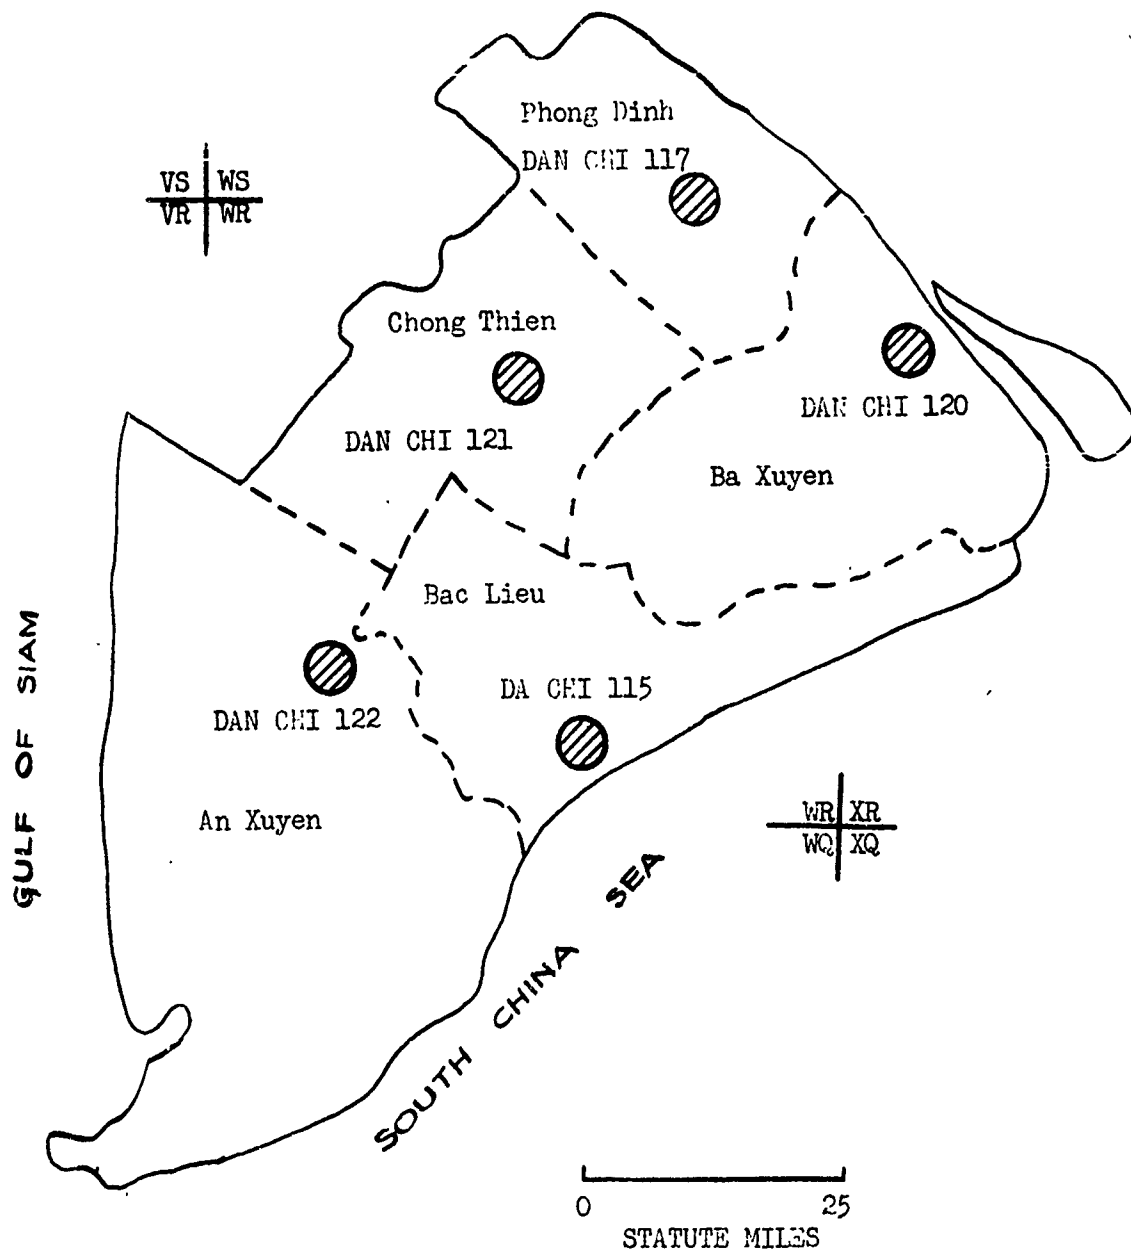 Phong Dinh
DAN CHI 117
VS WS
VR WR
Chong Thien
DAN CHI 121
DAN CHI 120
Ba Xuyen
Bac Lieu
DA CHI 115
DAN CHI 122
An Xuyen
GULF OF SIAM
WR XR
WQ XQ
SOUTH CHINA SEA
0 25
STATUTE MILES